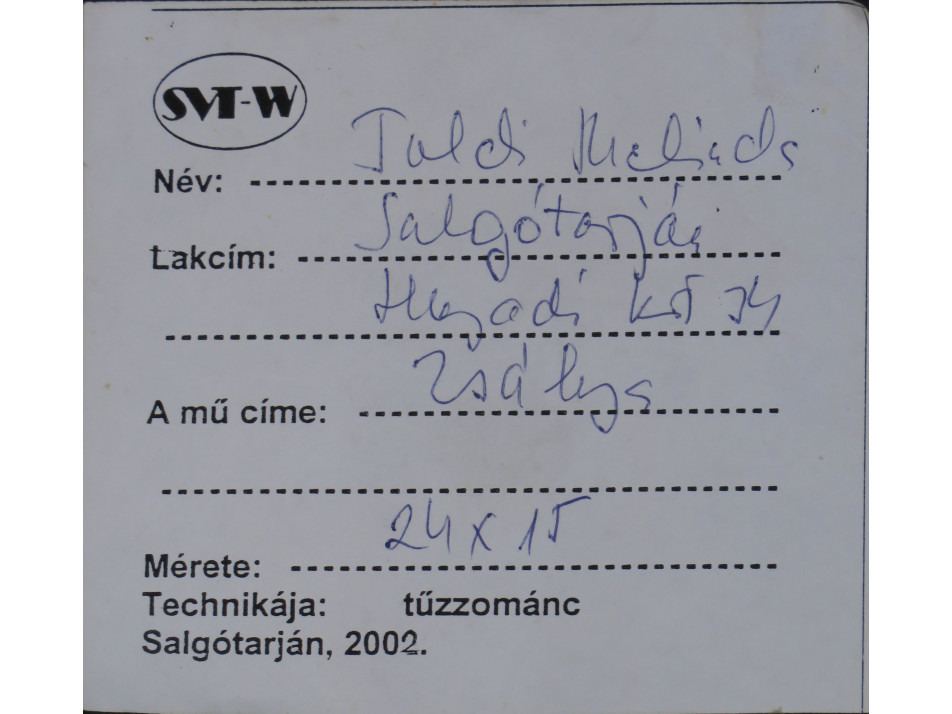 SVT-W
Név: Toldi Melinda
Lakcím: Salgótarján
Hunyadi krt 34
A mű címe: Zsálya
Mérete: 24 x 15
Technikája: tűzzománc
Salgótarján, 2002.